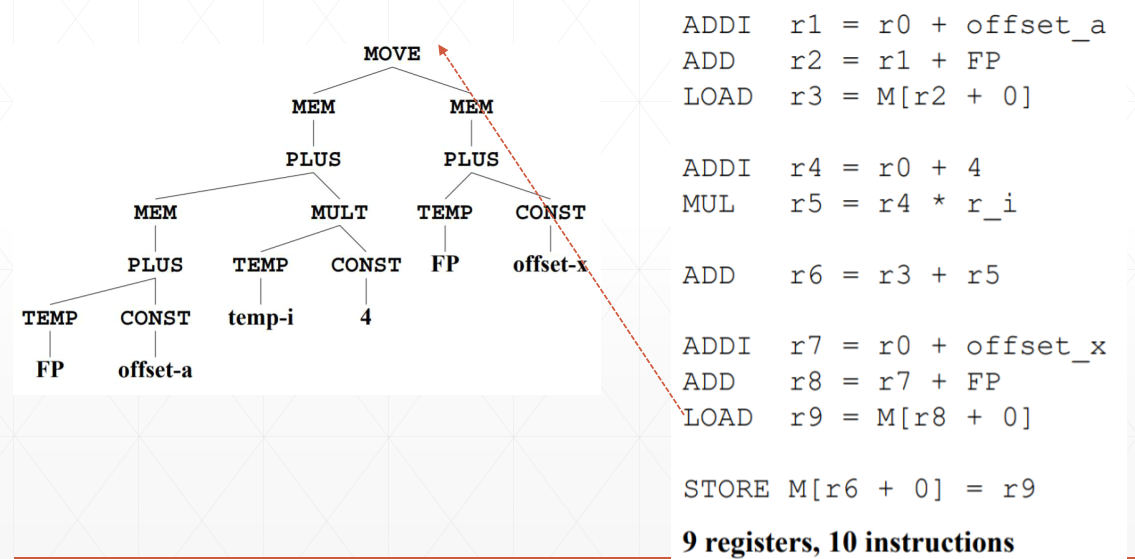 MOVE
MEM MEM
PLUS PLUS
MEM MULT TEMP CONST
PLUS TEMP CONST FP offset-x
TEMP CONST temp-i 4
FP offset-a
ADDI r1 = r0 + offset_a
ADD r2 = r1 + FP
LOAD r3 = M[r2 + 0]
ADDI r4 = r0 + 4
MUL r5 = r4 * r_i
ADD r6 = r3 + r5
ADDI r7 = r0 + offset_x
ADD r8 = r7 + FP
LOAD r9 = M[r8 + 0]
STORE M[r6 + 0] = r9
9 registers, 10 instructions